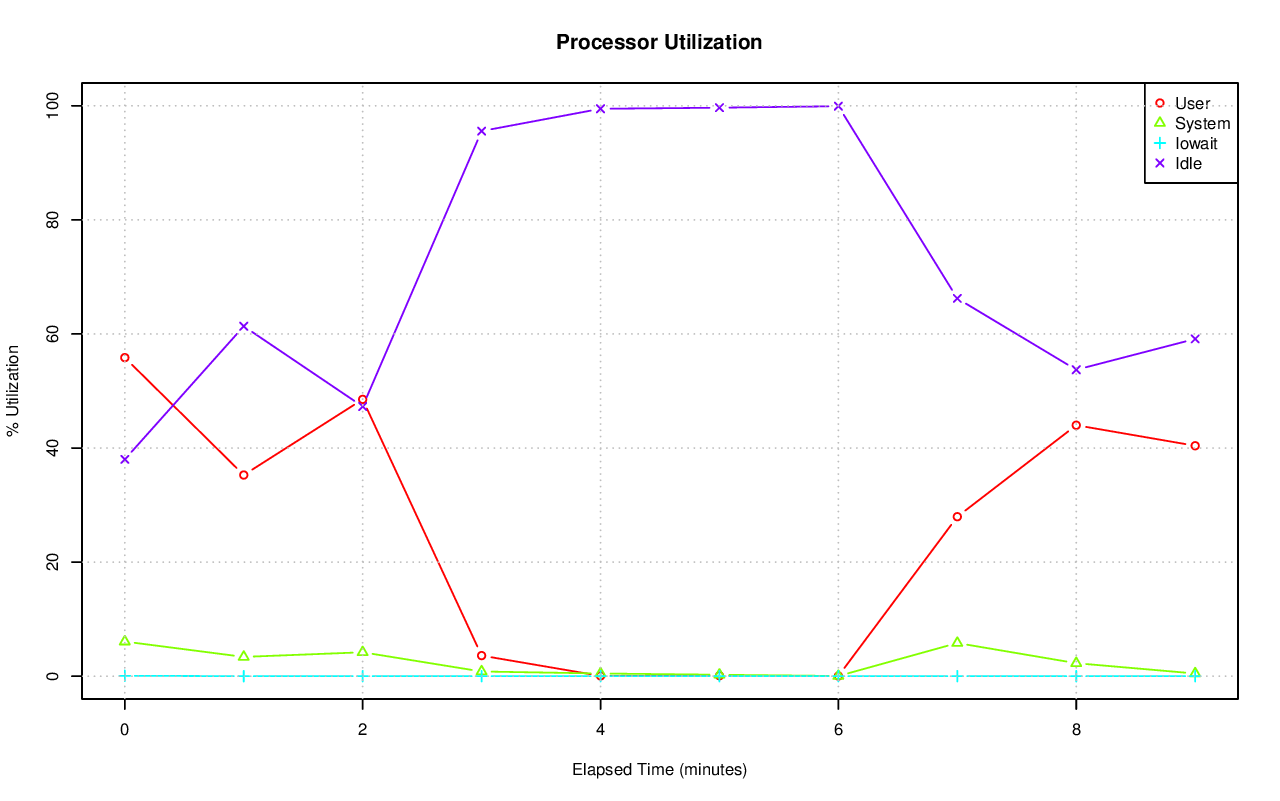 Processor Utilization
% Utilization
100
80
60
40
20
0
User
System
Iowait
Idle
0 2 4 6 8
Elapsed Time (minutes)